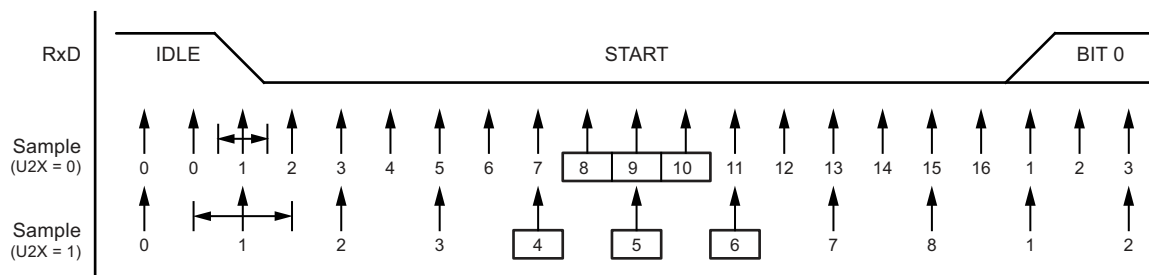 RxD IDLE START BIT 0
Sample
(U2X = 0) 0 0 1 2 3 4 5 6 7 8 9 10 11 12 13 14 15 16 1 2 3
Sample
(U2X = 1) 0 1 2 3 4 5 6 7 8 1 2